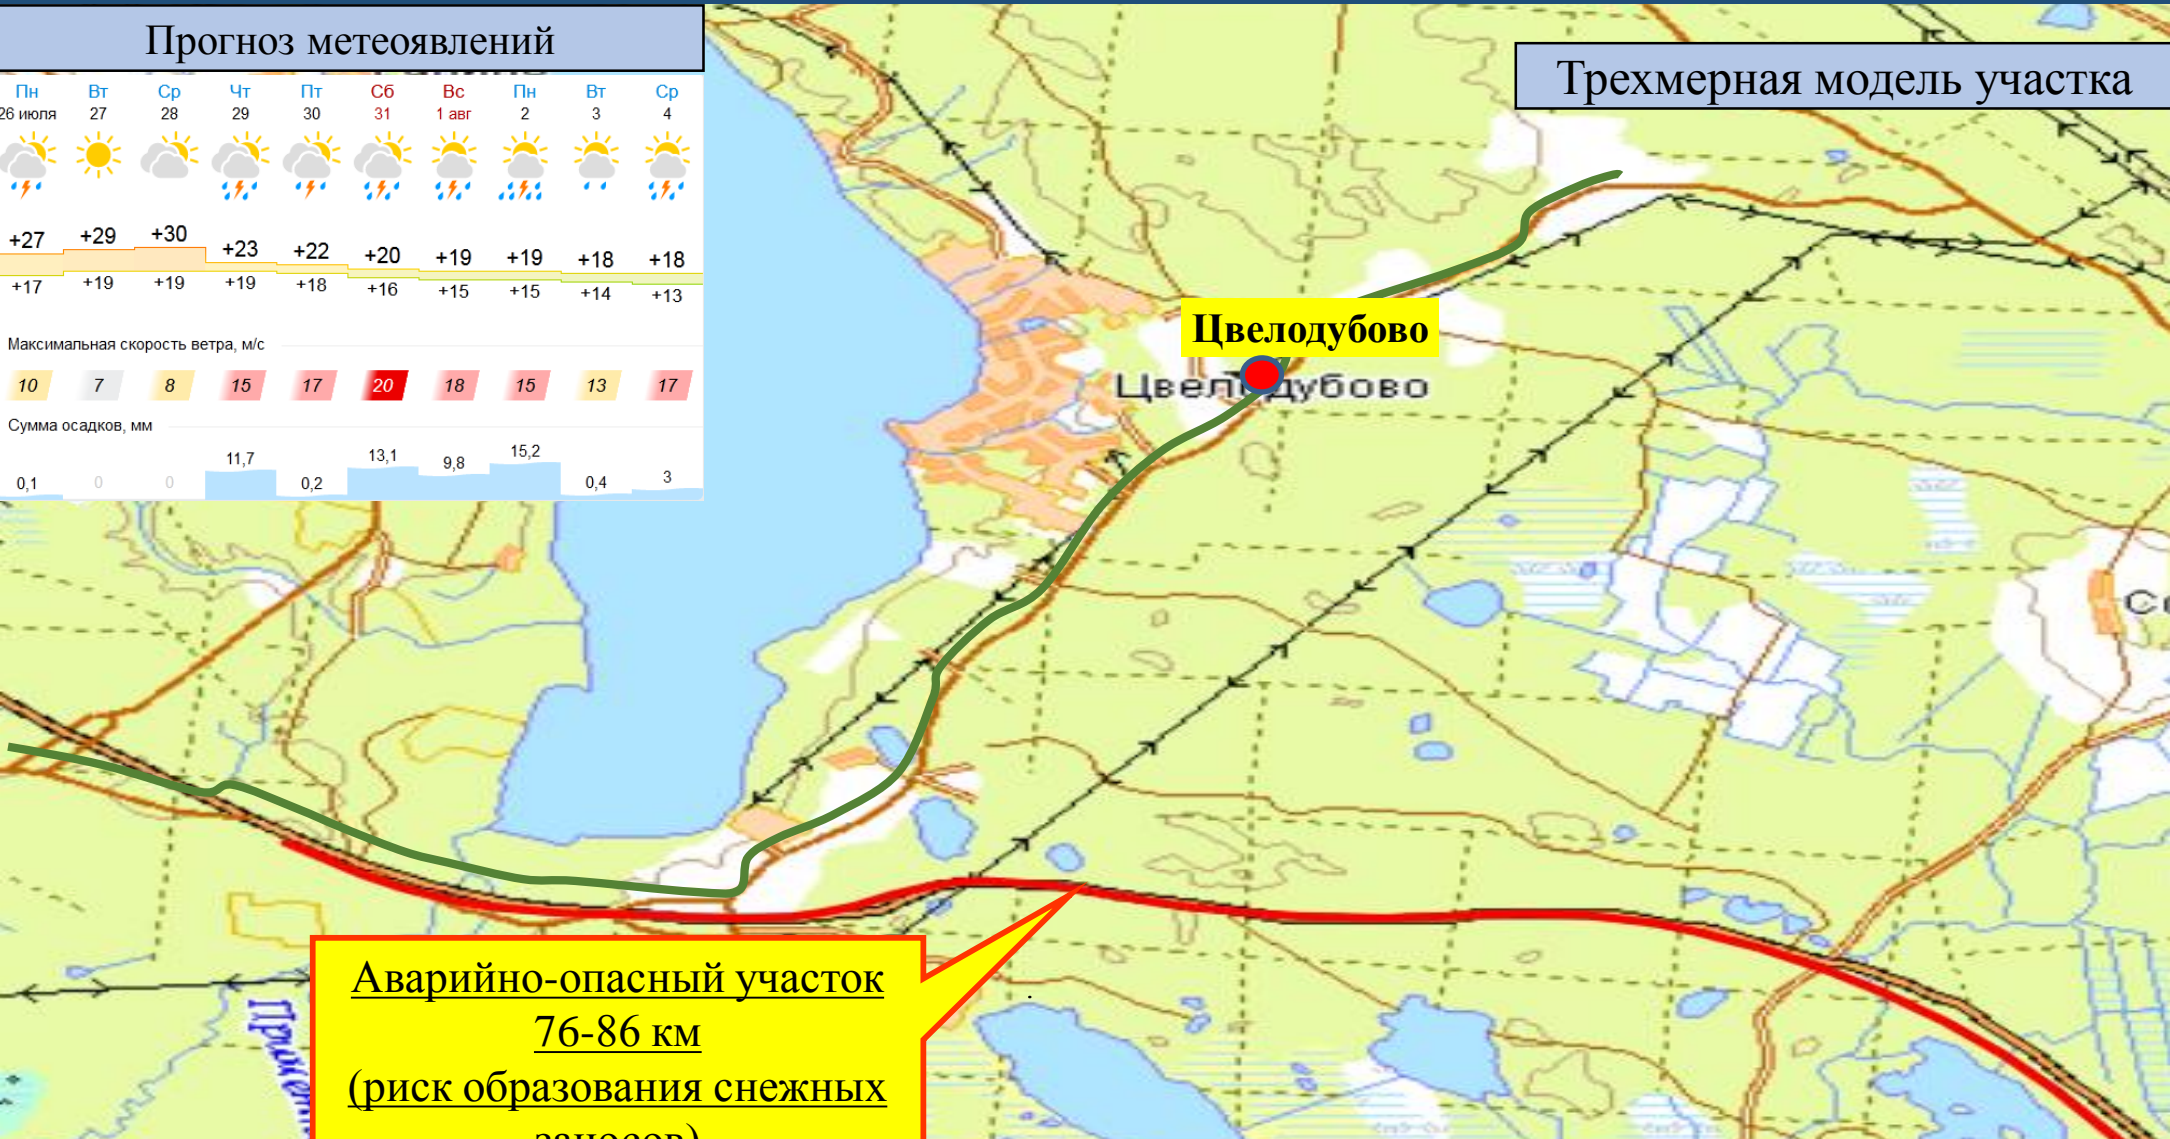 Прогноз метеоявлений
Трехмерная модель участка
Пн Вт Ср Чт Пт Сб Вс Пн Вт Ср
26 июля 27 28 29 30 31 1 авг 2 3 4
+27 +29 +30 +23 +22 +20 +19 +19 +18 +18
+17 +19 +19 +19 +18 +16 +15 +15 +14 +13
Максимальная скорость ветра, м/с
10 7 8 15 17 20 18 15 13 17
Сумма осадков, мм
0,1 0 0 11,7 0,2 13,1 9,8 15,2 0,4 3
Цвелодубово
Цвелодубово
Аварийно-опасный участок
76-86 км
(риск образования снежных
заносов)